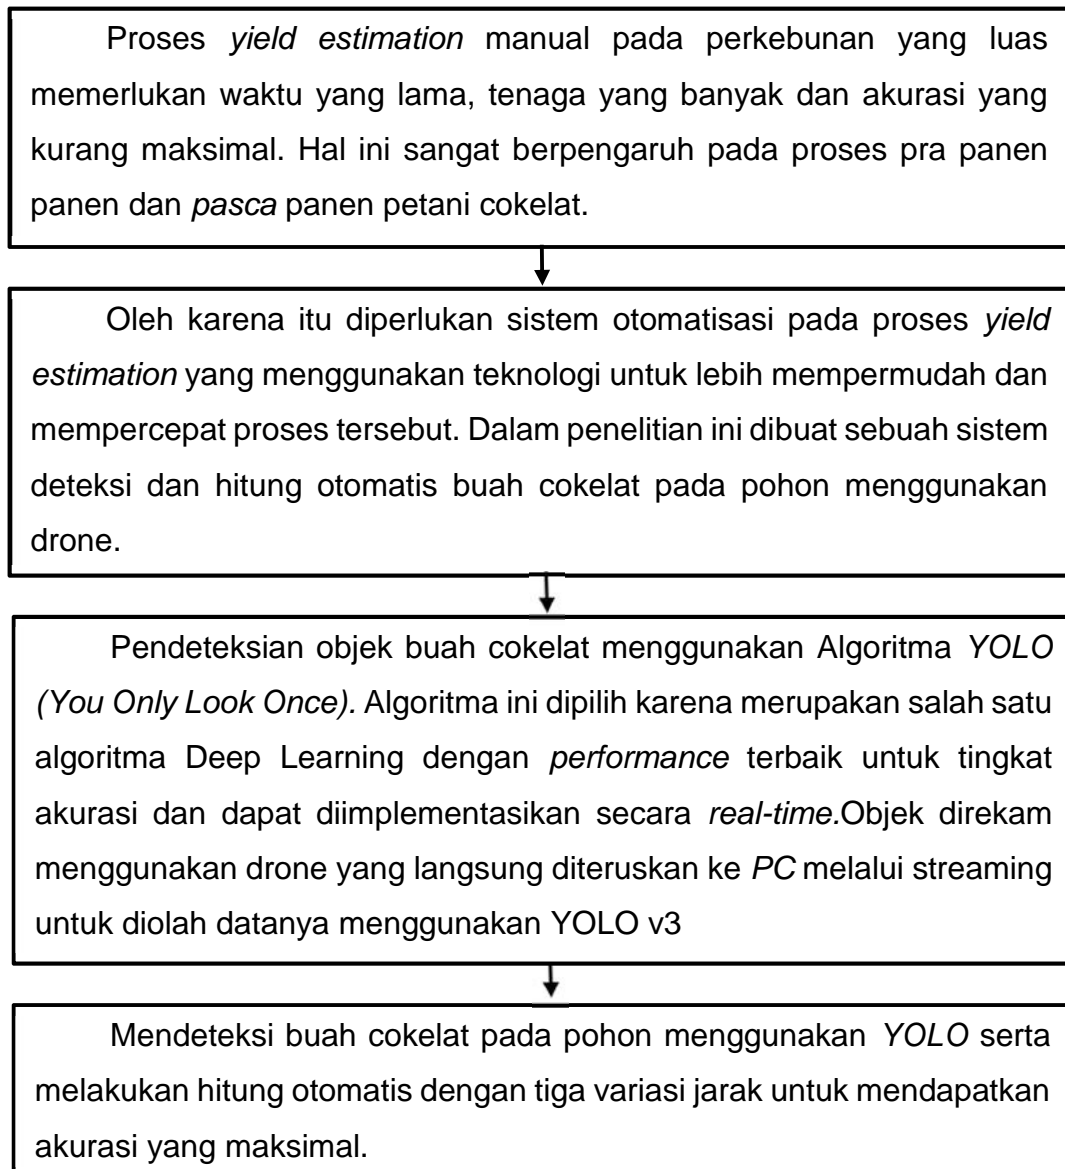 Proses yield estimation manual pada perkebunan yang luas
memerlukan waktu yang lama, tenaga yang banyak dan akurasi yang
kurang maksimal. Hal ini sangat berpengaruh pada proses pra panen
panen dan pasca panen petani cokelat.
Oleh karena itu diperlukan sistem otomatisasi pada proses yield
estimation yang menggunakan teknologi untuk lebih mempermudah dan
mempercepat proses tersebut. Dalam penelitian ini dibuat sebuah sistem
deteksi dan hitung otomatis buah cokelat pada pohon menggunakan
drone.
Pendeteksian objek buah cokelat menggunakan Algoritma YOLO
(You Only Look Once). Algoritma ini dipilih karena merupakan salah satu
algoritma Deep Learning dengan performance terbaik untuk tingkat
akurasi dan dapat diimplementasikan secara real-time.Objek direkam
menggunakan drone yang langsung diteruskan ke PC melalui streaming
untuk diolah datanya menggunakan YOLO v3
Mendeteksi buah cokelat pada pohon menggunakan YOLO serta
melakukan hitung otomatis dengan tiga variasi jarak untuk mendapatkan
akurasi yang maksimal.